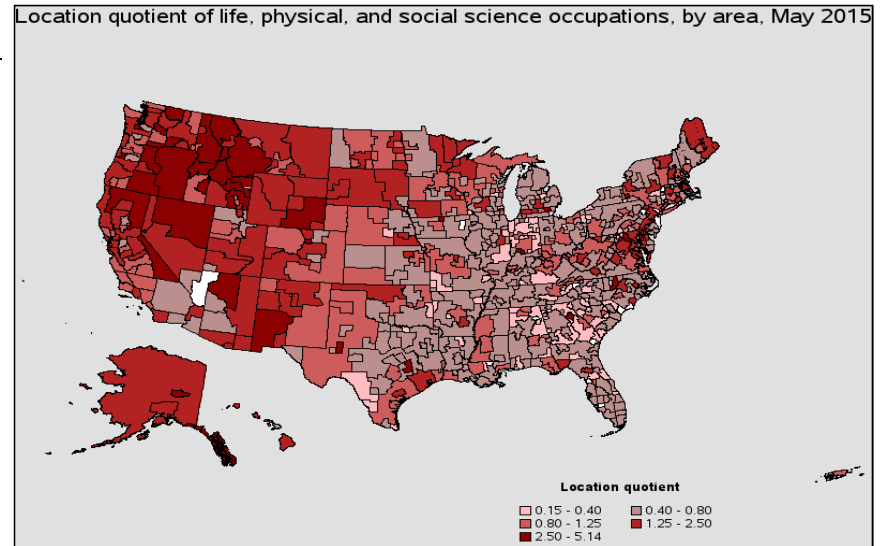 Location quotient of life, physical, and social science occupations, by area, May 2015
Location quotient
0.15 - 0.40 0.40 - 0.80
0.80 - 1.25 1.25 - 2.50
2.50 - 5.14